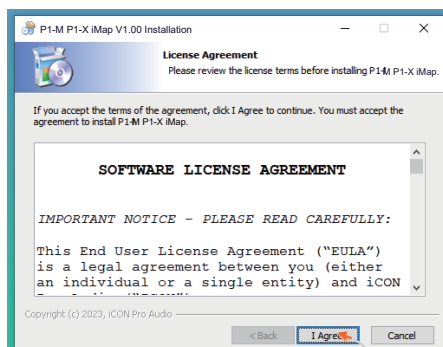 P1-M P1-X iMap V1.00 Installation
License Agreement
Please review the license terms before installing P1-M P1-X iMap.
If you accept the terms of the agreement, click I Agree to continue. You must accept the
agreement to install P1-M P1-X iMap.
SOFTWARE LICENSE AGREEMENT
IMPORTANT NOTICE – PLEASE READ CAREFULLY:
This End User License Agreement (“EULA”)
is a legal agreement between you (either
an individual or a single entity) and iCON
Copyright (c) 2023, iCON Pro Audio
< Back
I Agree
Cancel